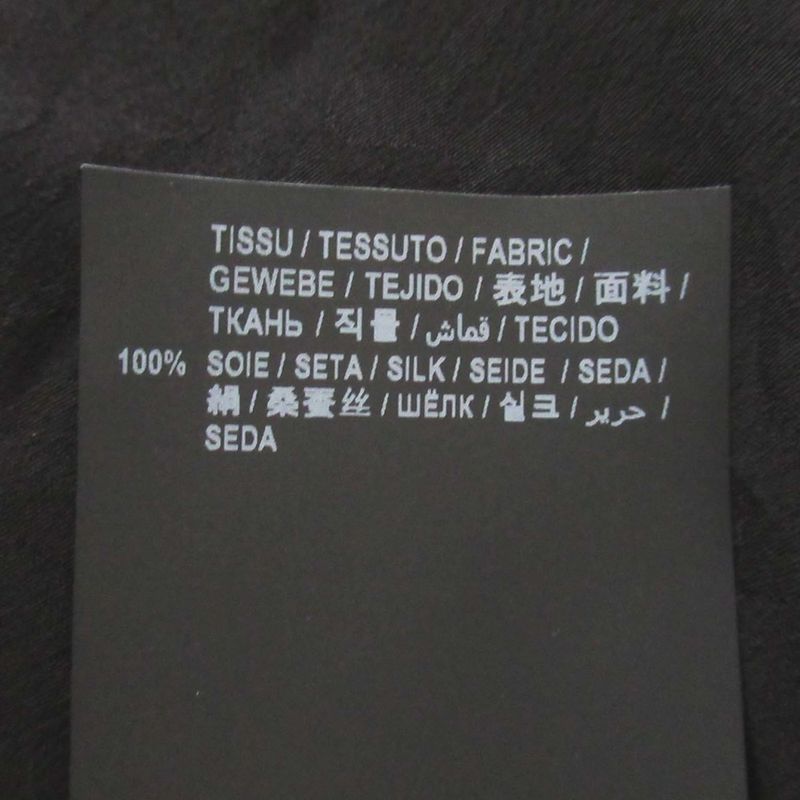 TISSU / TESSUTO / FABRIC /
GEWEBE / TEJIDO / 表地 / 面料 /
ТКАНЬ / 직물 / قماش / TECIDO
100% SOIE / SETA / SILK / SEIDE / SEDA /
絹 / 桑蚕丝 / ШЁЛК / 실크 / حرير /
SEDA